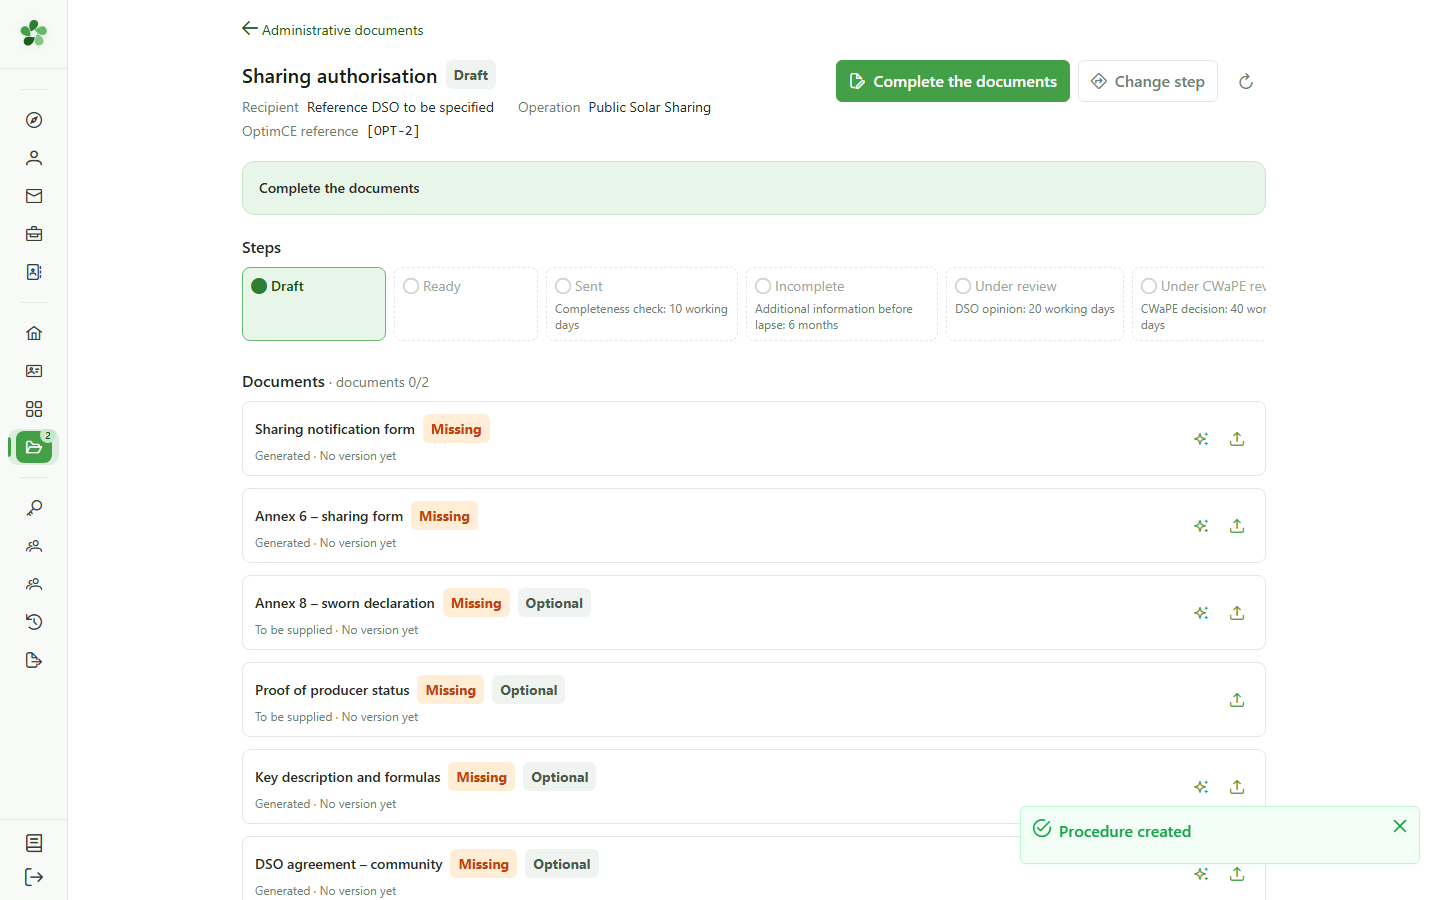 Administrative documents
Sharing authorisation Draft
Complete the documents
Change step
Recipient Reference DSO to be specified Operation Public Solar Sharing
OptimCE reference [OPT-2]
Complete the documents
Steps
Draft
Ready
Sent
Completeness check: 10 working
days
Incomplete
Additional information before
lapse: 6 months
Under review
DSO opinion: 20 working days
Under CWaPE rev
CWaPE decision: 40 wor
days
2
Documents · documents 0/2
Sharing notification form Missing
Generated · No version yet
Annex 6 – sharing form Missing
Generated · No version yet
Annex 8 – sworn declaration Missing Optional
To be supplied · No version yet
Proof of producer status Missing Optional
To be supplied · No version yet
Key description and formulas Missing Optional
Generated · No version yet
Procedure created
DSO agreement – community Missing Optional
Generated · No version yet